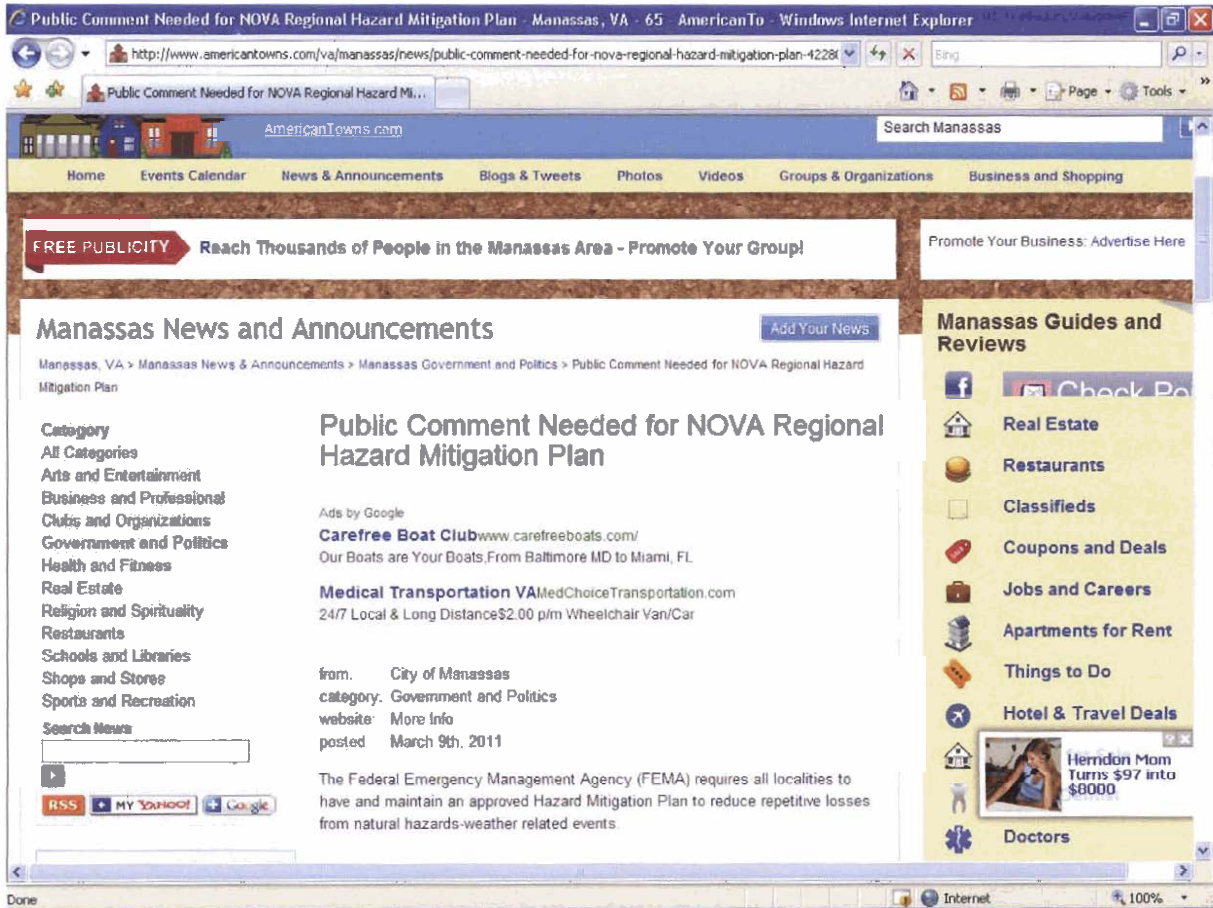 Public Comment Needed for NOVA Regional Hazard Mitigation Plan - Manassas, VA - 65 - AmericanTo - Windows Internet Explorer
http://www.americantowns.com/va/manassas/news/public-comment-needed-for-nova-regional-hazard-mitigation-plan-4228
Bing
Public Comment Needed for NOVA Regional Hazard Mi...
Page Tools
AmericanTowns.com
Search Manassas
Home Events Calendar News & Announcements Blogs & Tweets Photos Videos Groups & Organizations Business and Shopping
FREE PUBLICITY Reach Thousands of People in the Manassas Area - Promote Your Group!
Promote Your Business: Advertise Here
Manassas News and Announcements
Add Your News
Manassas, VA > Manassas News & Announcements > Manassas Government and Politics > Public Comment Needed for NOVA Regional Hazard
Mitigation Plan
Category
All Categories
Arts and Entertainment
Business and Professional
Clubs and Organizations
Government and Politics
Health and Fitness
Real Estate
Religion and Spirituality
Restaurants
Schools and Libraries
Shops and Stores
Sports and Recreation
Search News
RSS MY YAHOO! Google
Public Comment Needed for NOVA Regional
Hazard Mitigation Plan
Ads by Google
Carefree Boat Clubwww.carefreeboats.com/
Our Boats are Your Boats,From Baltimore MD to Miami, FL
Medical Transportation VAMedChoiceTransportation.com
24/7 Local & Long Distance$2.00 p/m Wheelchair Van/Car
from: City of Manassas
category: Government and Politics
website: More Info
posted March 9th, 2011
The Federal Emergency Management Agency (FEMA) requires all localities to
have and maintain an approved Hazard Mitigation Plan to reduce repetitive losses
from natural hazards-weather related events.
Manassas Guides and
Reviews
Check Poi
Real Estate
Restaurants
Classifieds
Coupons and Deals
Jobs and Careers
Apartments for Rent
Things to Do
Hotel & Travel Deals
Herndon Mom
Turns $97 into
$8000
Doctors
Done
Internet
100%